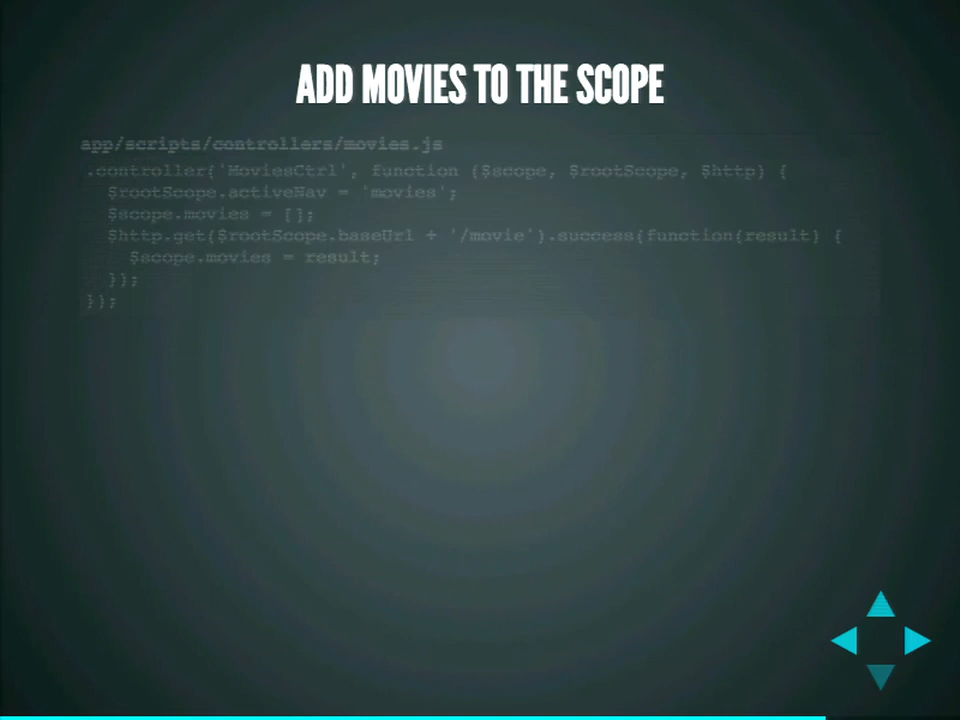 ADD MOVIES TO THE SCOPE
app/scripts/controllers/movies.js
.controller('MoviesCtrl', function ($scope, $rootScope, $http) {
  $rootScope.activeNav = 'movies';
  $scope.movies = [];
  $http.get($rootScope.baseUrl + '/movie').success(function(result) {
    $scope.movies = result;
  });
});